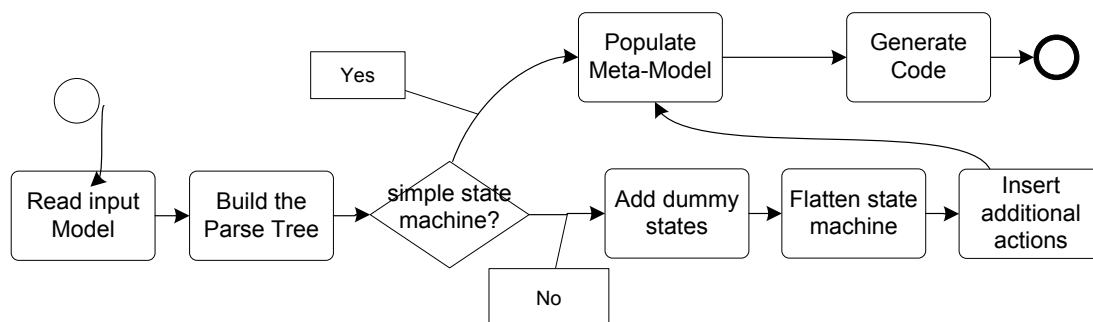 Populate
Meta-Model
Generate
Code
Yes
Read input
Model
Build the
Parse Tree
simple state
machine?
Add dummy
states
Flatten state
machine
Insert
additional
actions
No